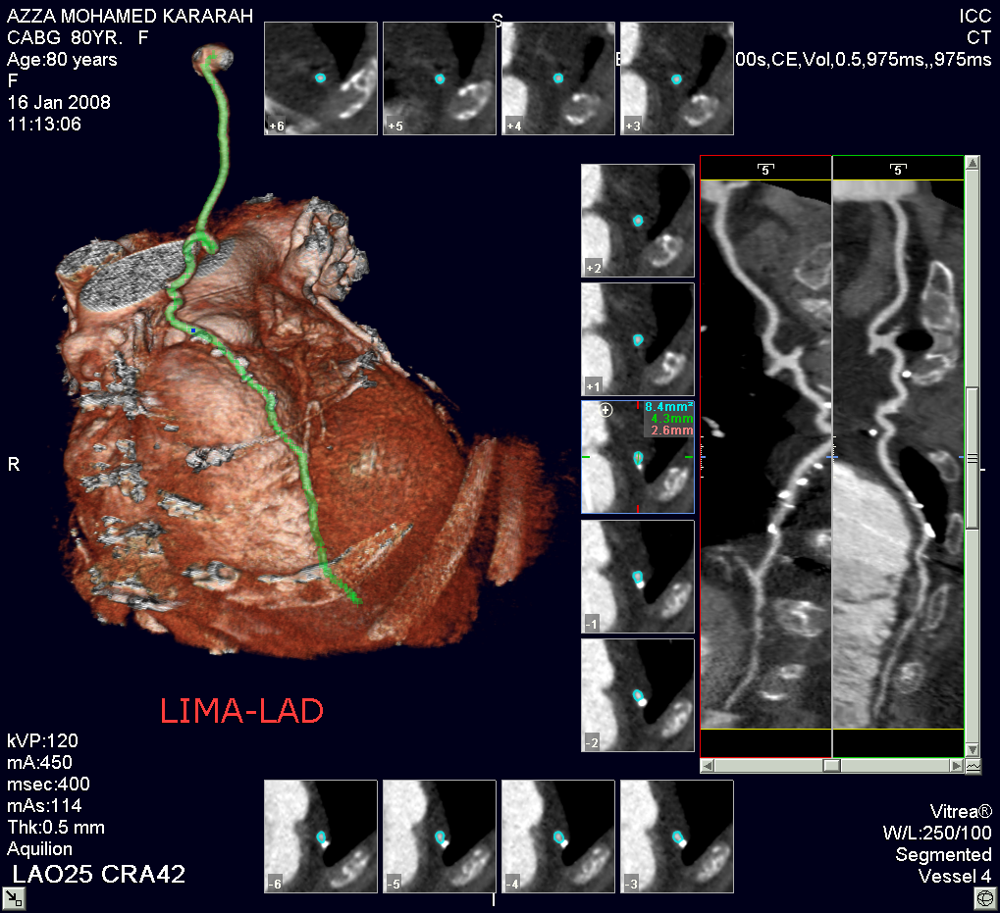 AZZA MOHAMED KARARAH
CABG 80YR. F
Age:80 years
F
16 Jan 2008
11:13:06
S
ICC
CT
00s,CE,Vol,0.5,975ms,,975ms
+6
+5
+4
+3
+2
+1
8.4mm²
4.3mm
2.6mm
-1
-2
5
5
R
LIMA-LAD
kVP:120
mA:450
msec:400
mAs:114
Thk:0.5 mm
Aquilion
LAO25 CRA42
-6
-5
-4
-3
Vitrea®
W/L:250/100
Segmented
Vessel 4